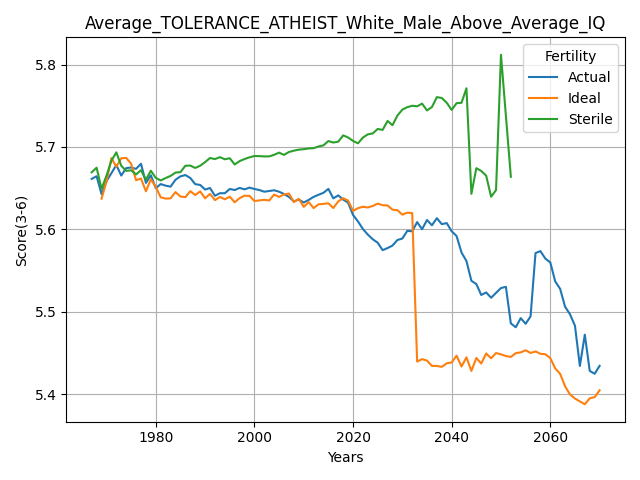 Average_TOLERANCE_ATHEIST_White_Male_Above_Average_IQ
Score(3-6)
5.8
5.7
5.6
5.5
5.4
Fertility
Actual
Ideal
Sterile
1980
2000
2020
2040
2060
Years